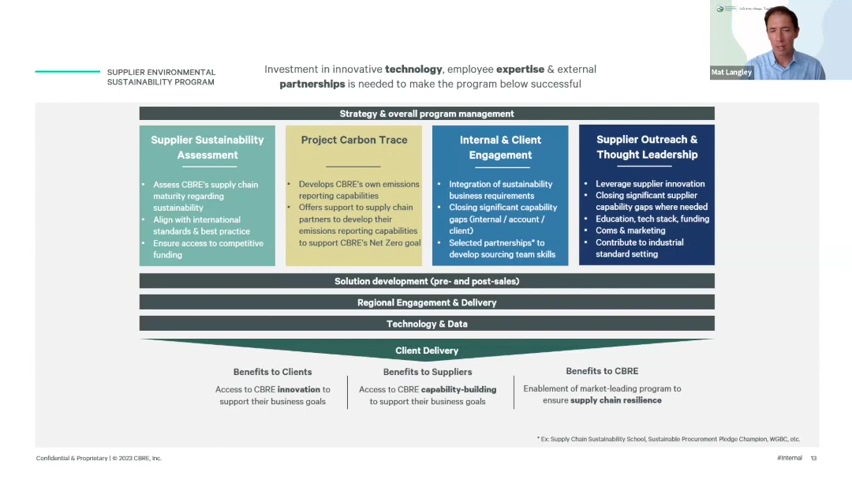 Mat Langley
SUPPLIER ENVIRONMENTAL
SUSTAINABILITY PROGRAM
Investment in innovative technology, employee expertise & external
partnerships is needed to make the program below successful
Strategy & overall program management
Supplier Sustainability
Assessment
• Assess CBRE's supply chain
maturity regarding
sustainability
• Align with international
standards & best practice
• Ensure access to competitive
funding
Project Carbon Trace
• Develops CBRE's own emissions
reporting capabilities
• Offers support to supply chain
partners to develop their
emissions reporting capabilities
to support CBRE's Net Zero goal
Internal & Client
Engagement
• Integration of sustainability
business requirements
• Closing significant capability
gaps (internal / account /
client)
• Selected partnerships* to
develop sourcing team skills
Supplier Outreach &
Thought Leadership
• Leverage supplier innovation
• Closing significant supplier
capability gaps where needed
• Education, tech stack, funding
• Coms & marketing
• Contribute to industrial
standard setting
Solution development (pre- and post-sales)
Regional Engagement & Delivery
Technology & Data
Client Delivery
Benefits to Clients
Access to CBRE innovation to
support their business goals
Benefits to Suppliers
Access to CBRE capability-building
to support their business goals
Benefits to CBRE
Enablement of market-leading program to
ensure supply chain resilience
* Ex: Supply Chain Sustainability School, Sustainable Procurement Pledge Champion, WGBC, etc.
Confidential & Proprietary | © 2023 CBRE, Inc.
#Internal 13